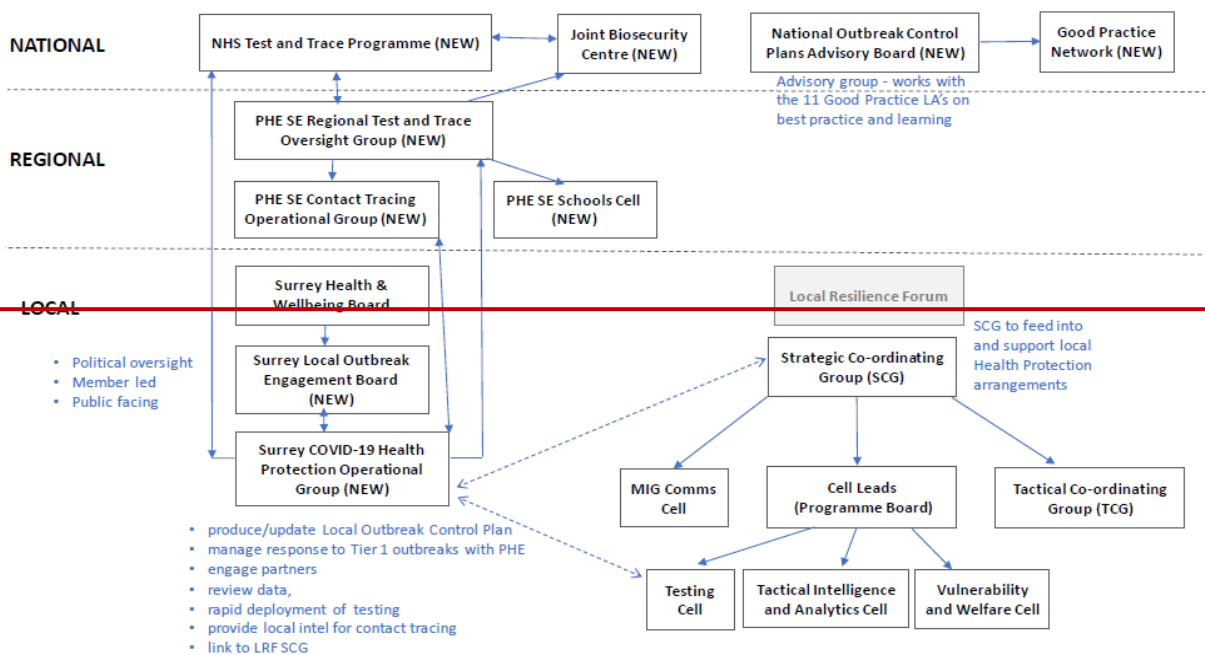 NATIONAL
NHS Test and Trace Programme (NEW)
Joint Biosecurity
Centre (NEW)
National Outbreak Control
Plans Advisory Board (NEW)
Good Practice
Network (NEW)
Advisory group - works with
the 11 Good Practice LA's on
best practice and learning
REGIONAL
PHE SE Regional Test and Trace
Oversight Group (NEW)
PHE SE Contact Tracing
Operational Group (NEW)
PHE SE Schools Cell
(NEW)
LOCAL
Surrey Health &
Wellbeing Board
Local Resilience Forum
• Political oversight
• Member led
• Public facing
Surrey Local Outbreak
Engagement Board
(NEW)
Strategic Co-ordinating
Group (SCG)
SCG to feed into
and support local
Health Protection
arrangements
Surrey COVID-19 Health
Protection Operational
Group (NEW)
MIG Comms
Cell
Cell Leads
(Programme Board)
Tactical Co-ordinating
Group (TCG)
• produce/update Local Outbreak Control Plan
• manage response to Tier 1 outbreaks with PHE
• engage partners
• review data,
• rapid deployment of testing
• provide local intel for contact tracing
• link to LRF SCG
Testing
Cell
Tactical Intelligence
and Analytics Cell
Vulnerability
and Welfare Cell